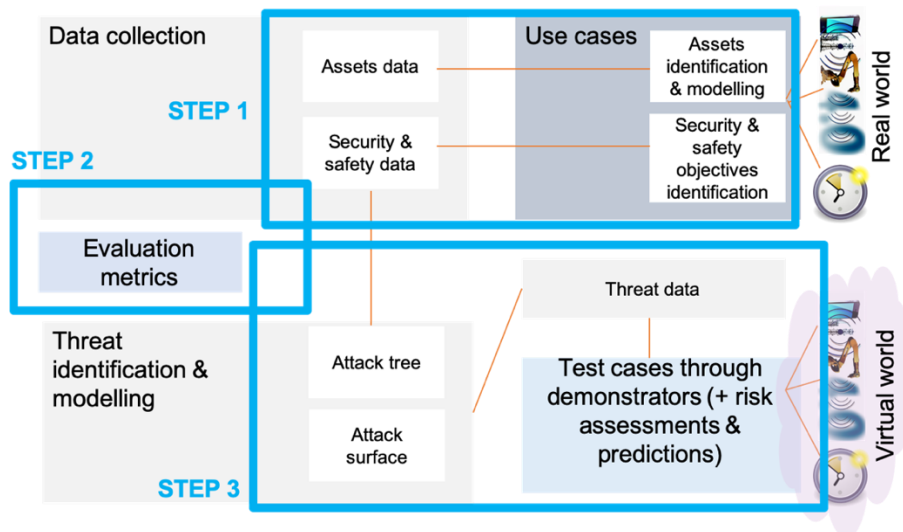 Data collection
STEP 1
Assets data
Security &
safety data
Use cases
Assets
identification
& modelling
Security &
safety
objectives
identification
Real world
STEP 2
Evaluation
metrics
Threat
identification &
modelling
STEP 3
Attack tree
Attack
surface
Threat data
Test cases through
demonstrators (+ risk
assessments &
predictions)
Virtual world